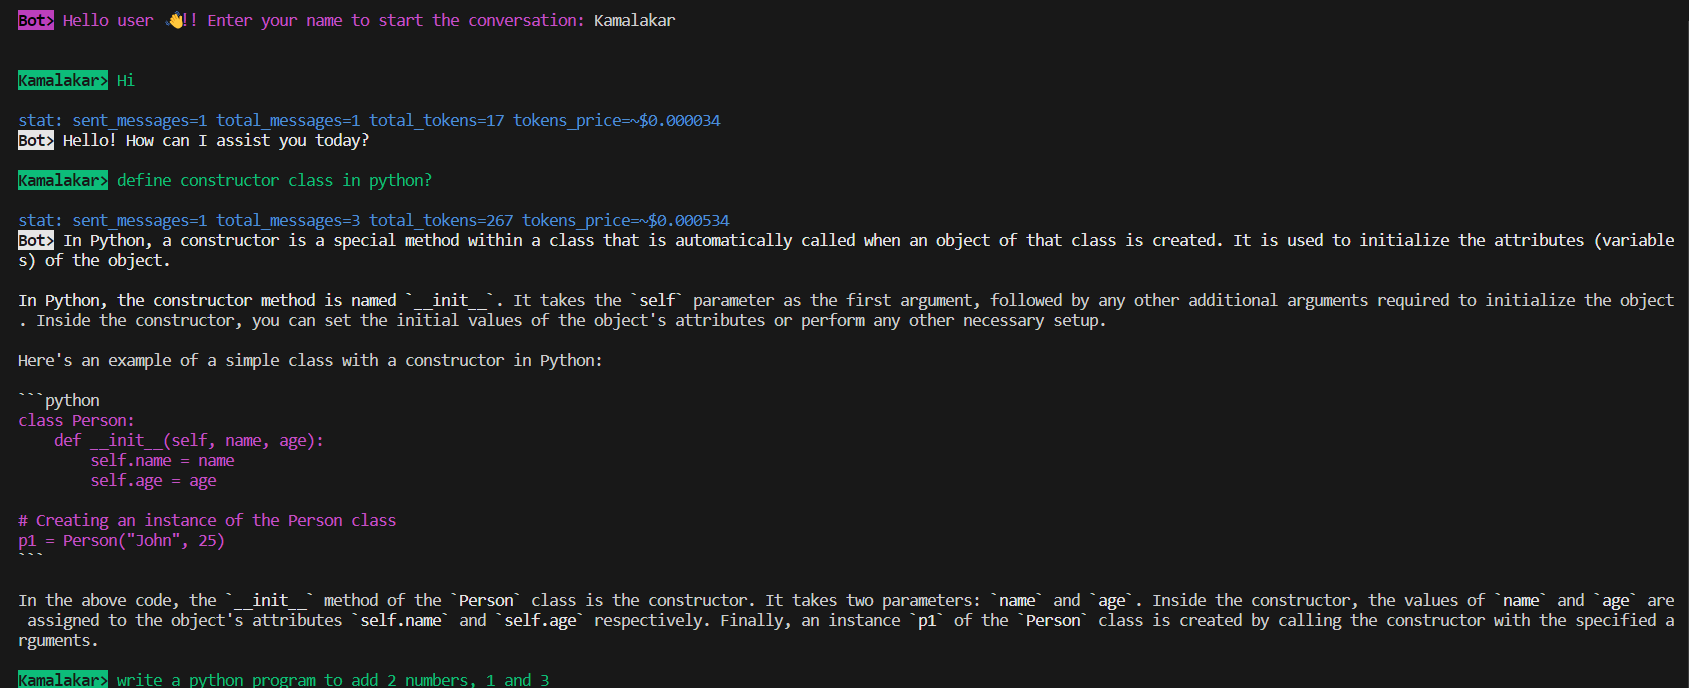 Bot> Hello user 👋!! Enter your name to start the conversation: Kamalakar
Kamalakar> Hi
stat: sent_messages=1 total_messages=1 total_tokens=17 tokens_price=~$0.000034
Bot> Hello! How can I assist you today?
Kamalakar> define constructor class in python?
stat: sent_messages=1 total_messages=3 total_tokens=267 tokens_price=~$0.000534
Bot> In Python, a constructor is a special method within a class that is automatically called when an object of that class is created. It is used to initialize the attributes (variable
s) of the object.
In Python, the constructor method is named `__init__`. It takes the `self` parameter as the first argument, followed by any other additional arguments required to initialize the object
. Inside the constructor, you can set the initial values of the object's attributes or perform any other necessary setup.
Here's an example of a simple class with a constructor in Python:
```python
class Person:
    def __init__(self, name, age):
        self.name = name
        self.age = age
# Creating an instance of the Person class
p1 = Person("John", 25)
```
In the above code, the `__init__` method of the `Person` class is the constructor. It takes two parameters: `name` and `age`. Inside the constructor, the values of `name` and `age` are
 assigned to the object's attributes `self.name` and `self.age` respectively. Finally, an instance `p1` of the `Person` class is created by calling the constructor with the specified a
rguments.
Kamalakar> write a python program to add 2 numbers, 1 and 3